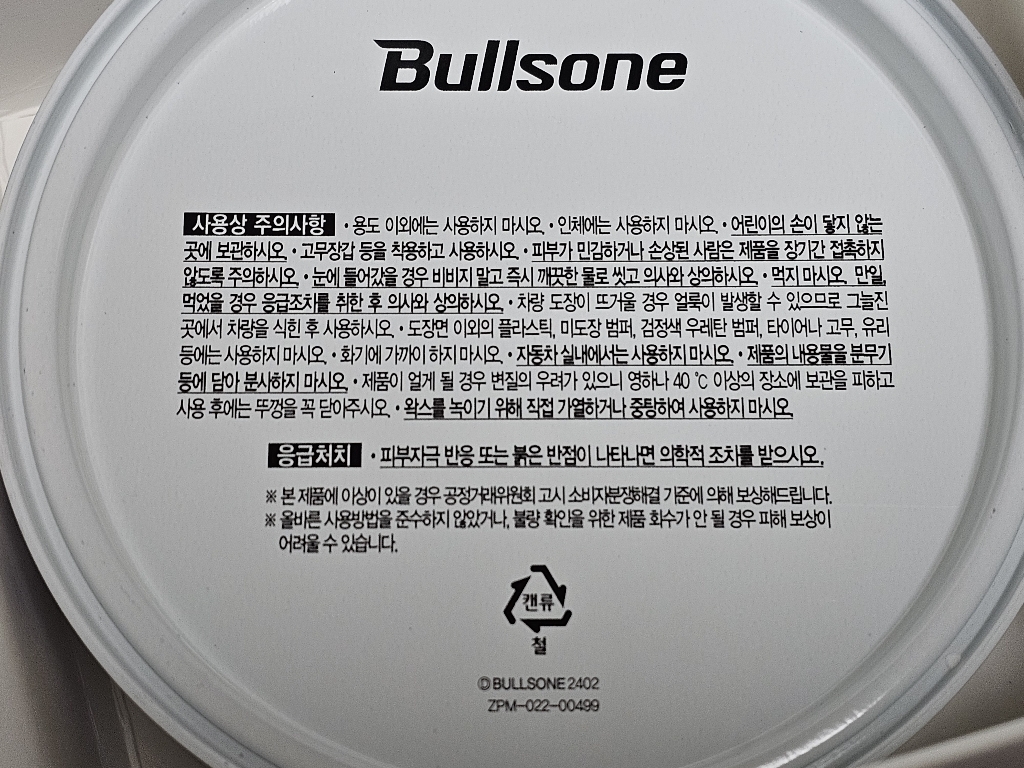 Bullsone
사용상 주의사항 • 용도 이외에는 사용하지 마시오. • 인체에는 사용하지 마시오. • 어린이의 손이 닿지 않는
곳에 보관하시오. • 고무장갑 등을 착용하고 사용하시오. • 피부가 민감하거나 손상된 사람은 제품을 장기간 접촉하지
않도록 주의하시오. • 눈에 들어갔을 경우 비비지 말고 즉시 깨끗한 물로 씻고 의사와 상의하시오. • 먹지 마시오. 만일,
먹었을 경우 응급조치를 취한 후 의사와 상의하시오. • 차량 도장이 뜨거울 경우 얼룩이 발생할 수 있으므로 그늘진
곳에서 차량을 식힌 후 사용하시오. • 도장면 이외의 플라스틱, 미도장 범퍼, 검정색 우레탄 범퍼, 타이어나 고무, 유리
등에는 사용하지 마시오. • 화기에 가까이 하지 마시오. • 자동차 실내에서는 사용하지 마시오. • 제품의 내용물을 분무기
등에 담아 분사하지 마시오. • 제품이 얼게 될 경우 변질의 우려가 있으니 영하나 40 ℃ 이상의 장소에 보관을 피하고
사용 후에는 뚜껑을 꼭 닫아주시오. • 왁스를 녹이기 위해 직접 가열하거나 중탕하여 사용하지 마시오.
응급처치 • 피부자극 반응 또는 붉은 반점이 나타나면 의학적 조치를 받으시오.
※ 본 제품에 이상이 있을 경우 공정거래위원회 고시 소비자분쟁해결 기준에 의해 보상해드립니다.
※ 올바른 사용방법을 준수하지 않았거나, 불량 확인을 위한 제품 회수가 안 될 경우 피해 보상이
어려울 수 있습니다.
캔류
철
ⒸBULLSONE 2402
ZPM-022-00499